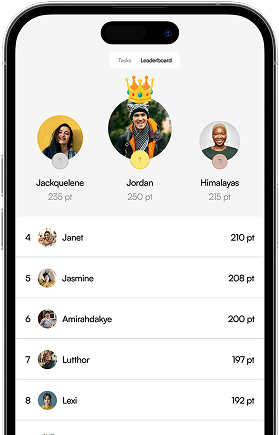 Tasks Leaderboard
2 1 3
Jackquelene Jordan Himalayas
235 pt 250 pt 215 pt
4 Janet 210 pt
5 Jasmine 208 pt
6 Amirahdakye 200 pt
7 Lutthor 197 pt
8 Lexi 192 pt